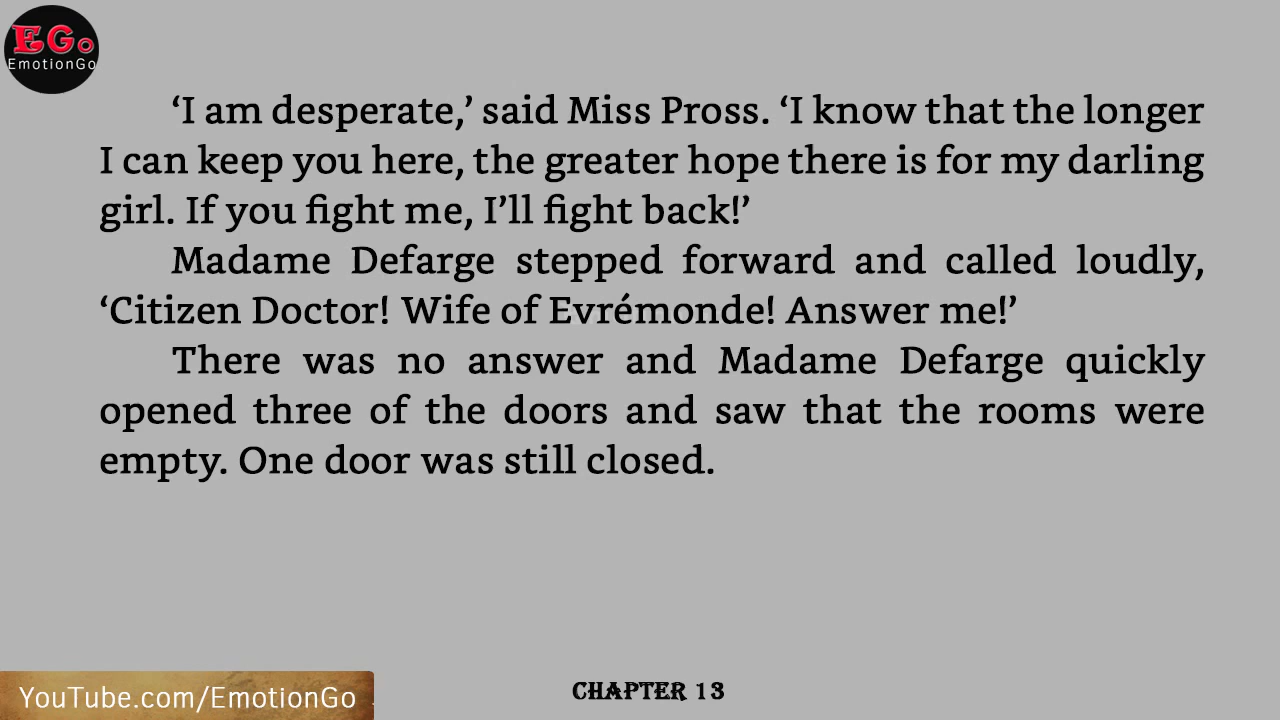 EGo
EmotionGo
‘I am desperate,’ said Miss Pross. ‘I know that the longer
I can keep you here, the greater hope there is for my darling
girl. If you fight me, I’ll fight back!’
Madame Defarge stepped forward and called loudly,
‘Citizen Doctor! Wife of Evrémonde! Answer me!’
There was no answer and Madame Defarge quickly
opened three of the doors and saw that the rooms were
empty. One door was still closed.
YouTube.com/EmotionGo
CHAPTER 13